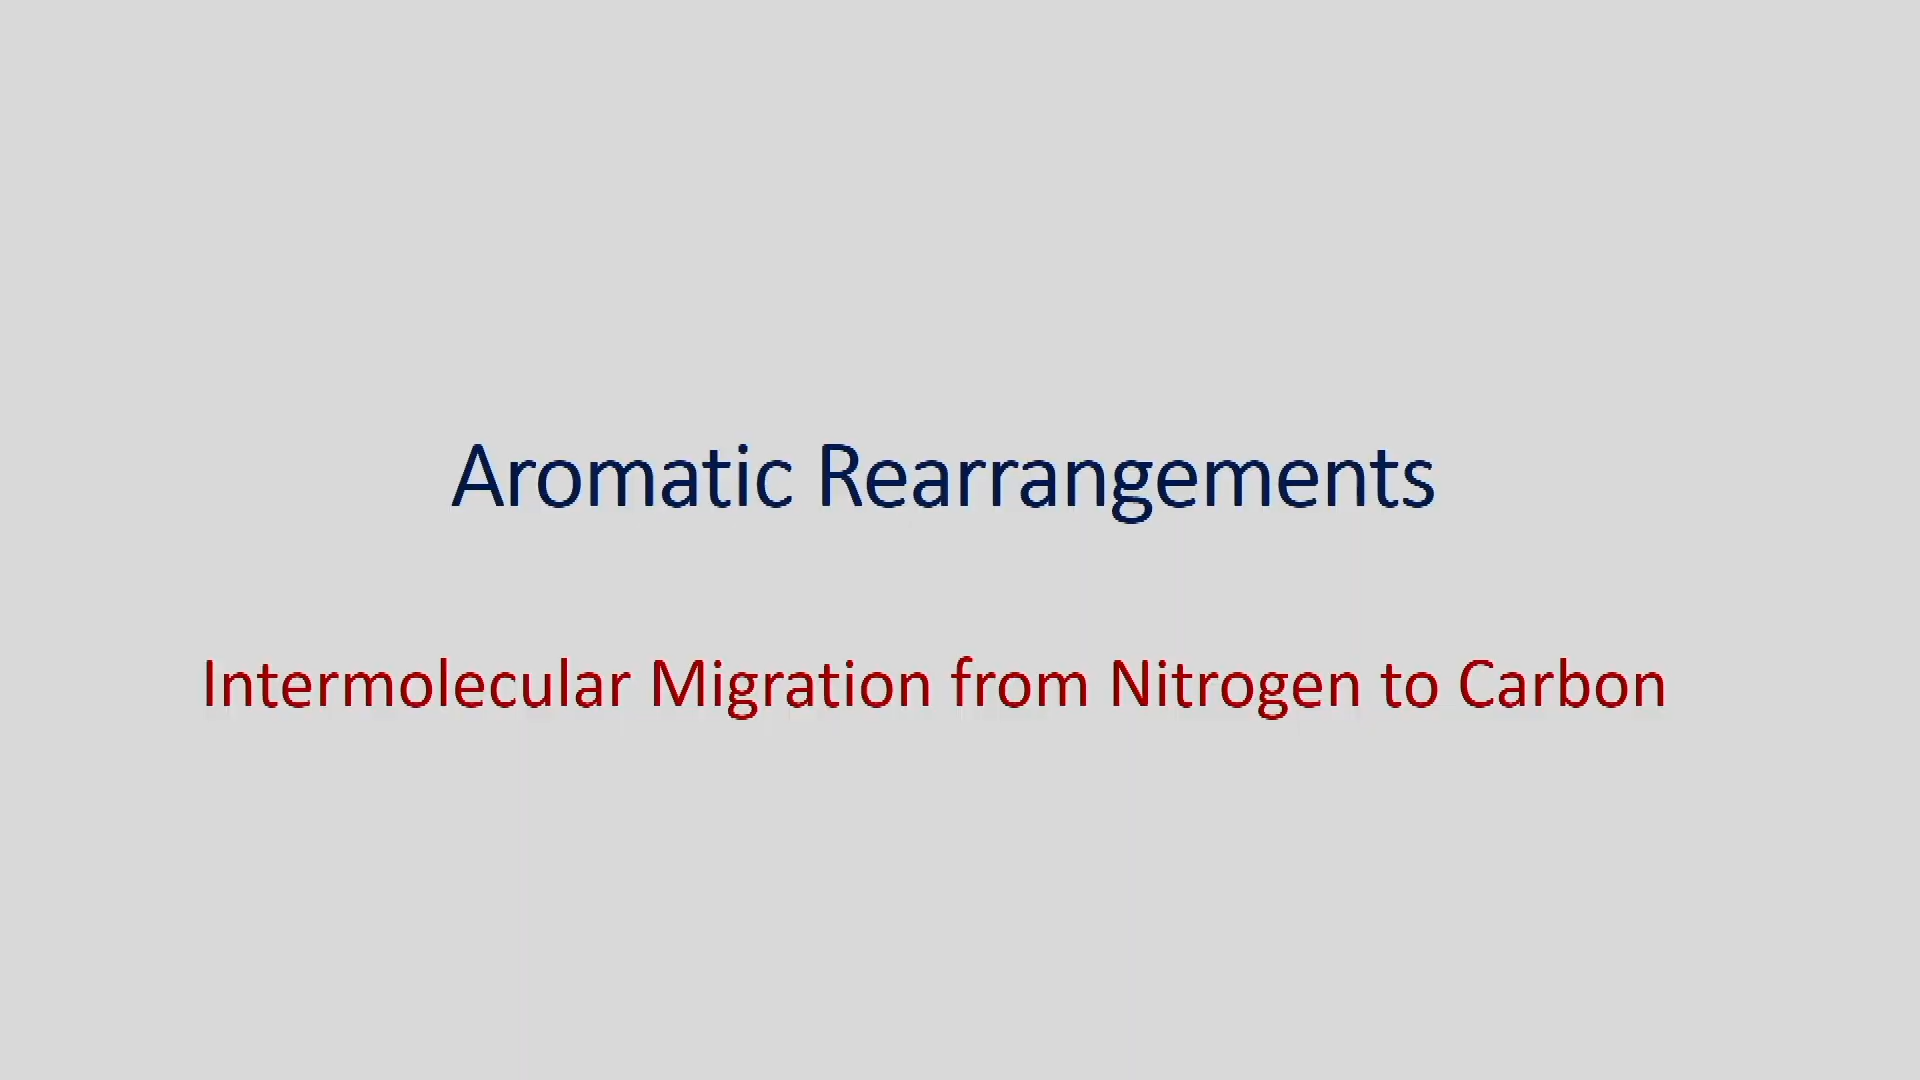 Aromatic Rearrangements
Intermolecular Migration from Nitrogen to Carbon